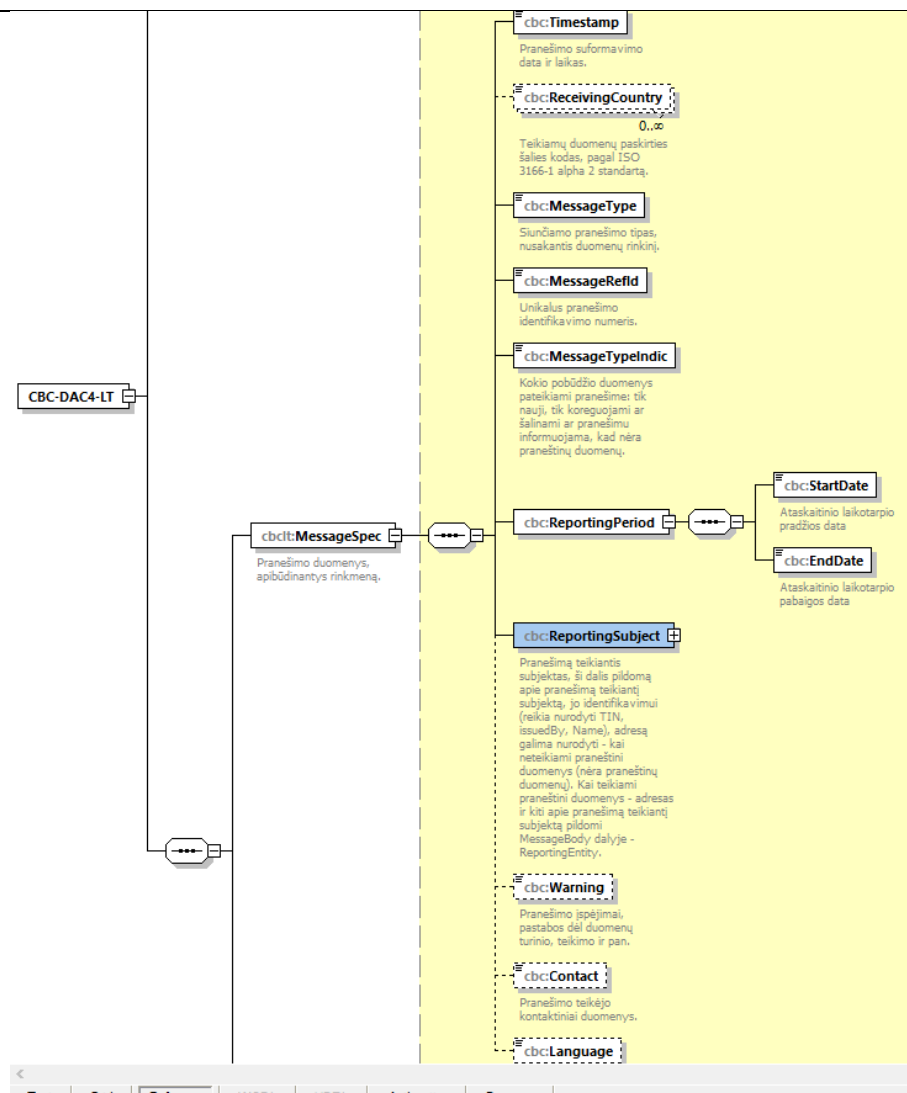 cbc:Timestamp
Pranešimo suformavimo
data ir laikas.
cbc:ReceivingCountry
0..∞
Teikiamų duomenų paskirties
šalies kodas, pagal ISO
3166-1 alpha 2 standartą.
cbc:MessageType
Siunčiamo pranešimo tipas,
nusakantis duomenų rinkinį.
cbc:MessageRefId
Unikalus pranešimo
identifikavimo numeris.
cbc:MessageTypeIndic
Kokio pobūdžio duomenys
pateikiami pranešime: tik
nauji, tik koreguojami ar
šalinami ar pranešimu
informuojama, kad nėra
praneštinų duomenų.
CBC-DAC4-LT
cbc:StartDate
Ataskaitinio laikotarpio
pradžios data
cbc:ReportingPeriod
cbclt:MessageSpec
Pranešimo duomenys,
apibūdinantys rinkmeną.
cbc:EndDate
Ataskaitinio laikotarpio
pabaigos data
cbc:ReportingSubject
Pranešimą teikiantis
subjektas, ši dalis pildomą
apie pranešimą teikiantį
subjektą, jo identifikavimui
(reikia nurodyti TIN,
issuedBy, Name), adresą
galima nurodyti - kai
neteikiami praneštini
duomenys (nėra praneštinų
duomenų). Kai teikiami
praneštini duomenys - adresas
ir kiti apie pranešimą teikiantį
subjektą pildomi
MessageBody dalyje -
ReportingEntity.
cbc:Warning
Pranešimo įspėjimai,
pastabos dėl duomenų
turinio, teikimo ir pan.
cbc:Contact
Pranešimo teikėjo
kontaktiniai duomenys.
cbc:Language